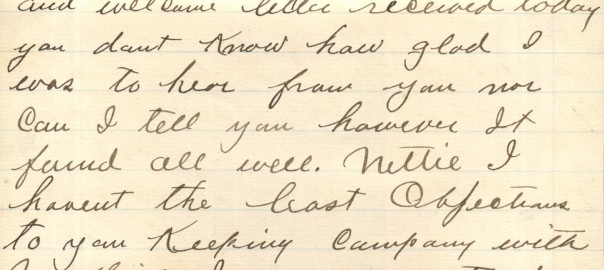 and welcome letter received today
you dont know how glad I
was to hear from you nor
Can I tell you however It
found all well. Nettie I
havent the least Objections
to you Keeping Company with